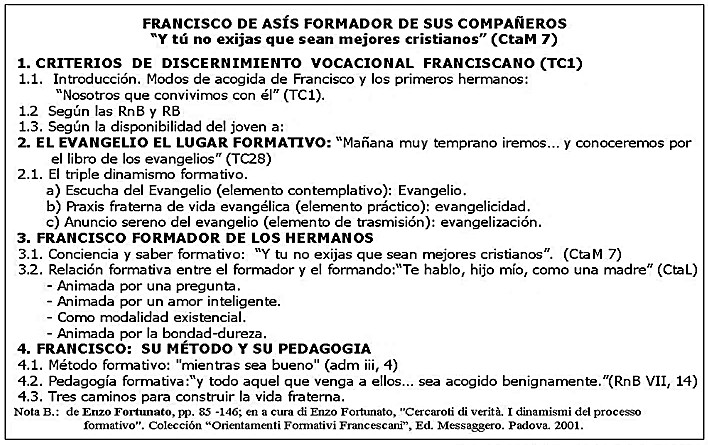 FRANCISCO DE ASÍS FORMADOR DE SUS COMPAÑEROS
"Y tú no exijas que sean mejores cristianos" (CtaM 7)
1. CRITERIOS DE DISCERNIMIENTO VOCACIONAL FRANCISCANO (TC1)
1.1. Introducción. Modos de acogida de Francisco y los primeros hermanos:
"Nosotros que convivimos con él" (TC1).
1.2 Según las RnB y RB
1.3. Según la disponibilidad del joven a:
2. EL EVANGELIO EL LUGAR FORMATIVO: "Mañana muy temprano iremos... y conoceremos por
el libro de los evangelios" (TC28)
2.1. El triple dinamismo formativo.
a) Escucha del Evangelio (elemento contemplativo): Evangelio.
b) Praxis fraterna de vida evangélica (elemento práctico): evangelicidad.
c) Anuncio sereno del evangelio (elemento de trasmisión): evangelización.
3. FRANCISCO FORMADOR DE LOS HERMANOS
3.1. Conciencia y saber formativo: "Y tu no exijas que sean mejores cristianos". (CtaM 7)
3.2. Relación formativa entre el formador y el formando:"Te hablo, hijo mío, como una madre" (CtaL)
- Animada por una pregunta.
- Animada por un amor inteligente.
- Como modalidad existencial.
- Animada por la bondad-dureza.
4. FRANCISCO: SU MÉTODO Y SU PEDAGOGIA
4.1. Método formativo: "mientras sea bueno" (adm iii, 4)
4.2. Pedagogía formativa:"y todo aquel que venga a ellos... sea acogido benignamente."(RnB VII, 14)
4.3. Tres caminos para construir la vida fraterna.
Nota B.: de Enzo Fortunato, pp. 85 -146; en a cura di Enzo Fortunato, "Cercaroti di verità. I dinamismi del processo
formativo". Colección "Orientamenti Formativi Francescani", Ed. Messaggero. Padova. 2001.